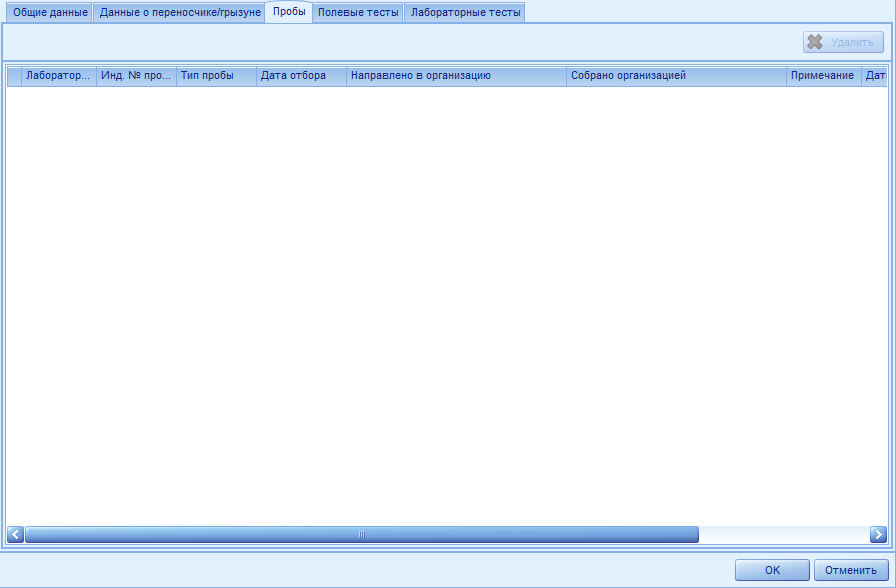 Общие данные Данные о переносчике/грызуне Пробы Полевые тесты Лабораторные тесты
Удалить
Лаборатор... Инд. № про... Тип пробы Дата отбора Направлено в организацию Собрано организацией Примечание Дат
OK Отменить